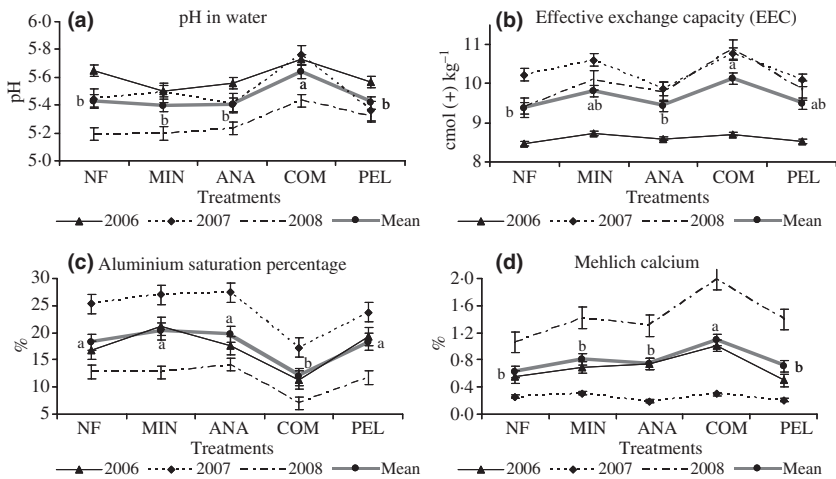 (a) pH in water
5·8
5·6
5·4
5·2
5·0
pH
b
b
b
a
b
NF MIN ANA COM PEL
Treatments
2006 2007 2008 Mean
(b) Effective exchange capacity (EEC)
11
10
9
8
cmol (+) kg⁻¹
b
ab
b
a
ab
NF MIN ANA COM PEL
Treatments
2006 2007 2008 Mean
(c) Aluminium saturation percentage
30
25
20
15
10
5
%
a
a
a
b
a
NF MIN ANA COM PEL
Treatments
2006 2007 2008 Mean
(d) Mehlich calcium
2·0
1·6
1·2
0·8
0·4
0·0
%
b
b
b
a
b
NF MIN ANA COM PEL
Treatments
2006 2007 2008 Mean